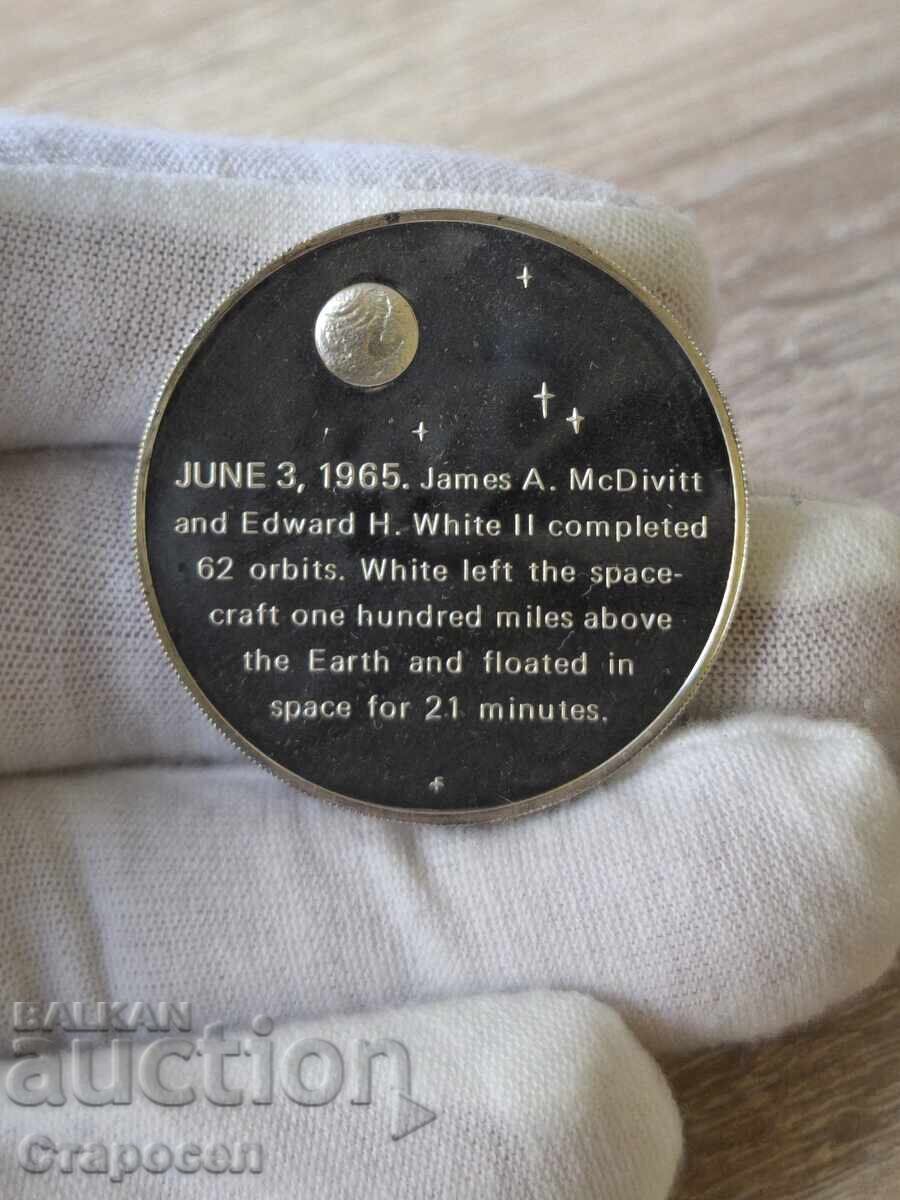 JUNE 3, 1965. James A. McDivitt
and Edward H. White II completed
62 orbits. White left the space-
craft one hundred miles above
the Earth and floated in
space for 21 minutes.
BALKAN
auction
Старосел